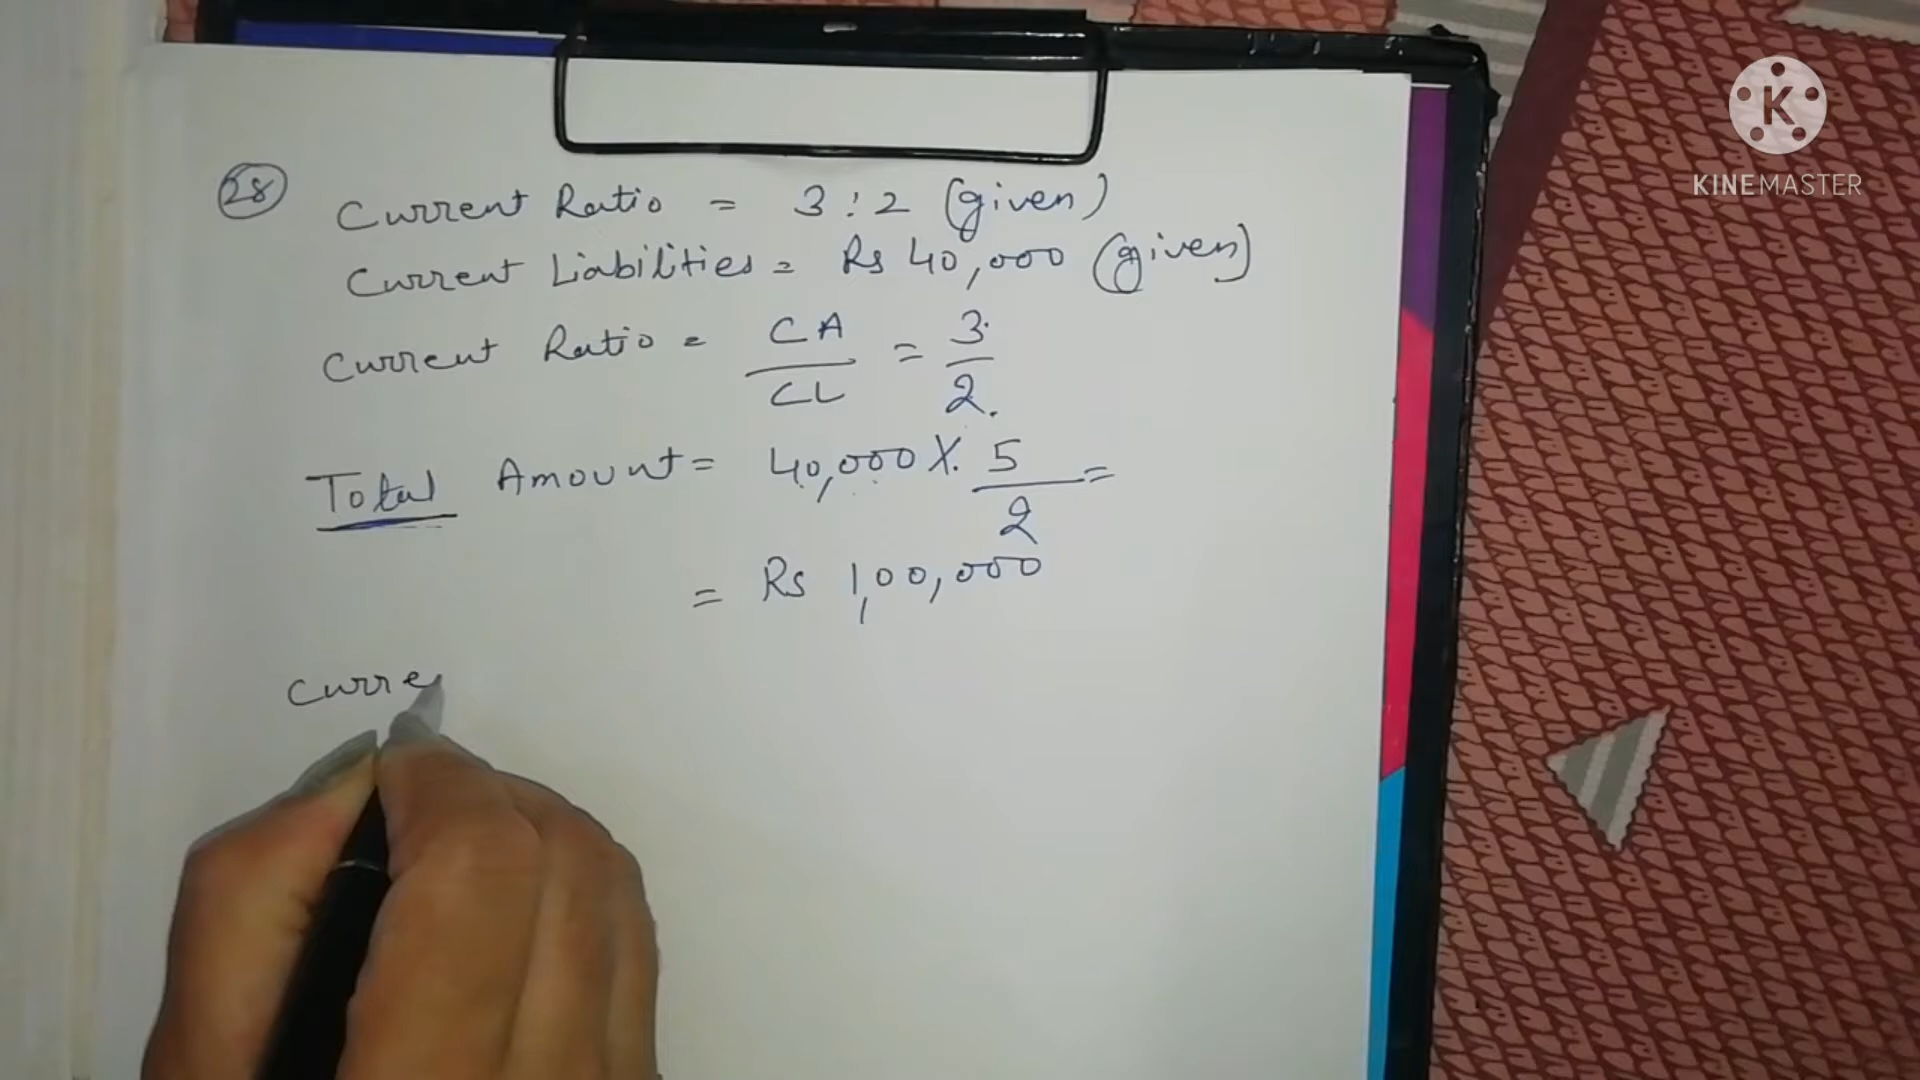 28 Current Ratio = 3:2 (given)
Current Liabilities = Rs 40,000 (given)
Current Ratio = CA/CL = 3/2
Total Amount = 40,000 X 5/2 =
= Rs 1,00,000
Curre
K
KINEMASTER